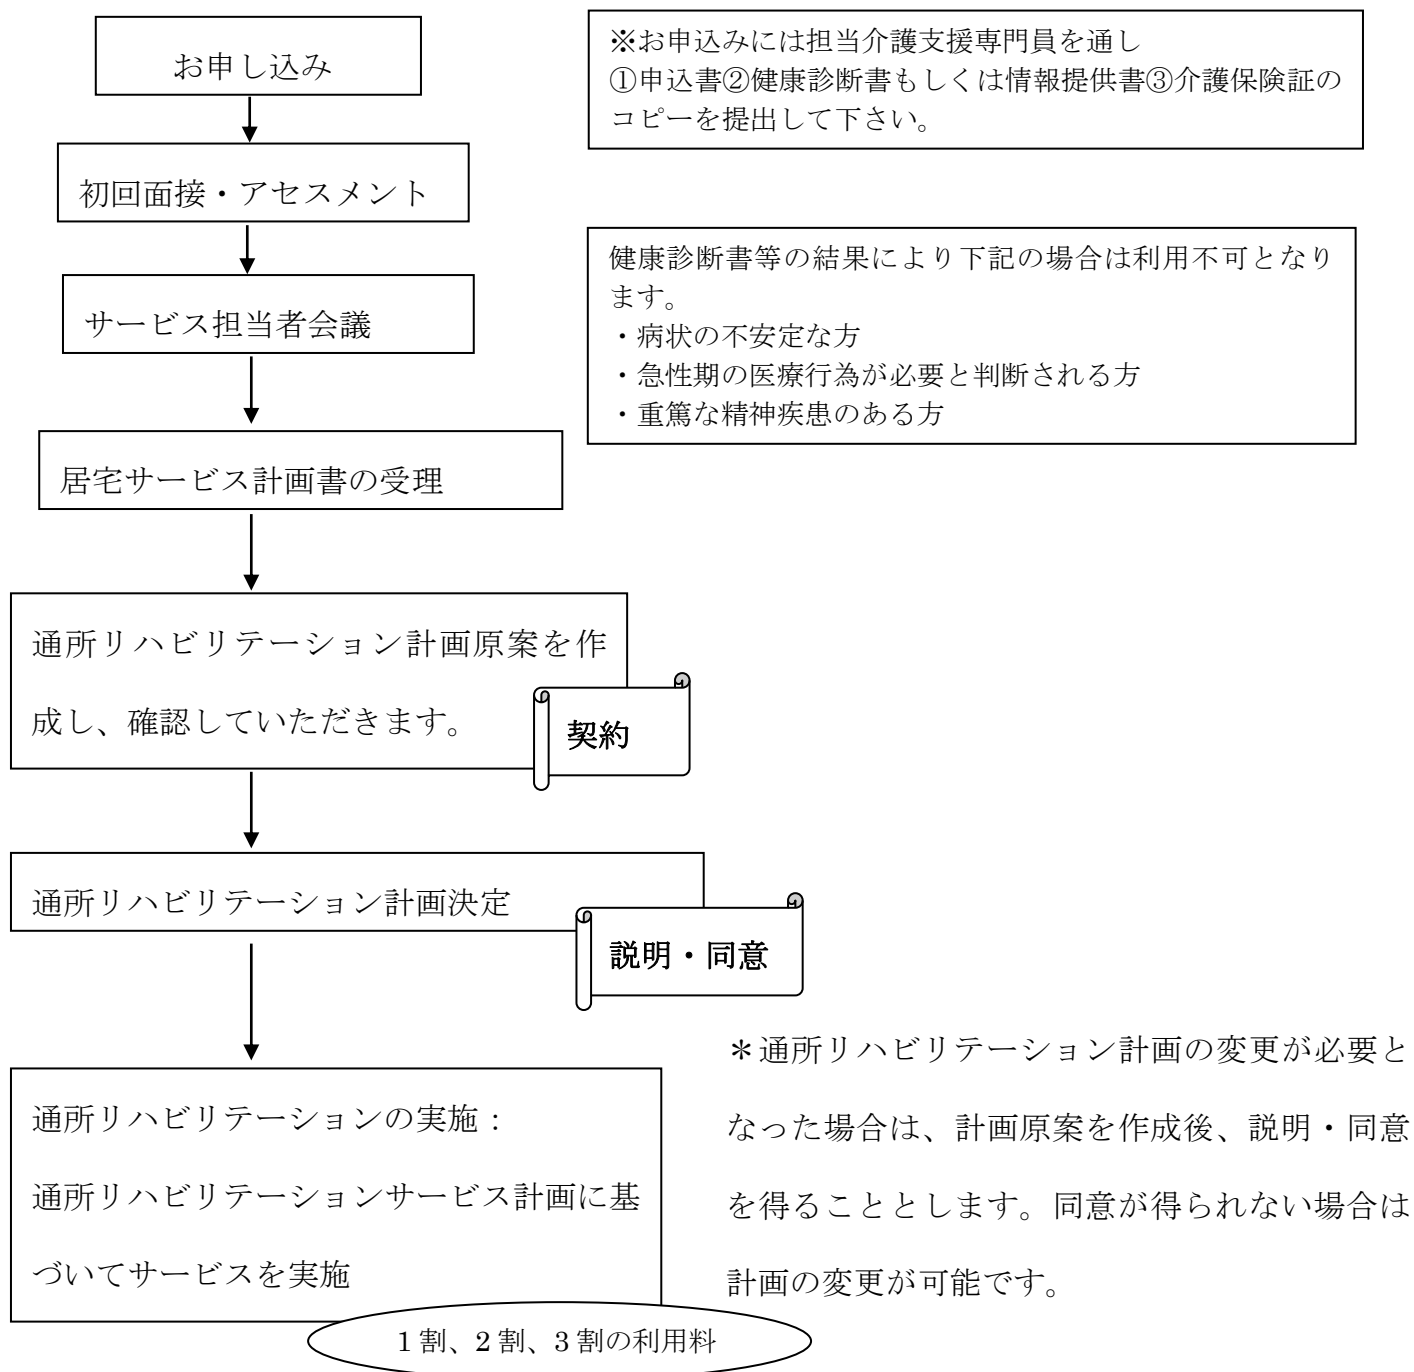 お申し込み
※お申込みには担当介護支援専門員を通し
①申込書②健康診断書もしくは情報提供書③介護保険証の
コピーを提出して下さい。
初回面接・アセスメント
サービス担当者会議
健康診断書等の結果により下記の場合は利用不可となり
ます。
・病状の不安定な方
・急性期の医療行為が必要と判断される方
・重篤な精神疾患のある方
居宅サービス計画書の受理
通所リハビリテーション計画原案を作
成し、確認していただきます。
契約
通所リハビリテーション計画決定
説明・同意
通所リハビリテーションの実施：
通所リハビリテーションサービス計画に基
づいてサービスを実施
＊通所リハビリテーション計画の変更が必要と
なった場合は、計画原案を作成後、説明・同意
を得ることとします。同意が得られない場合は
計画の変更が可能です。
1割、2割、3割の利用料